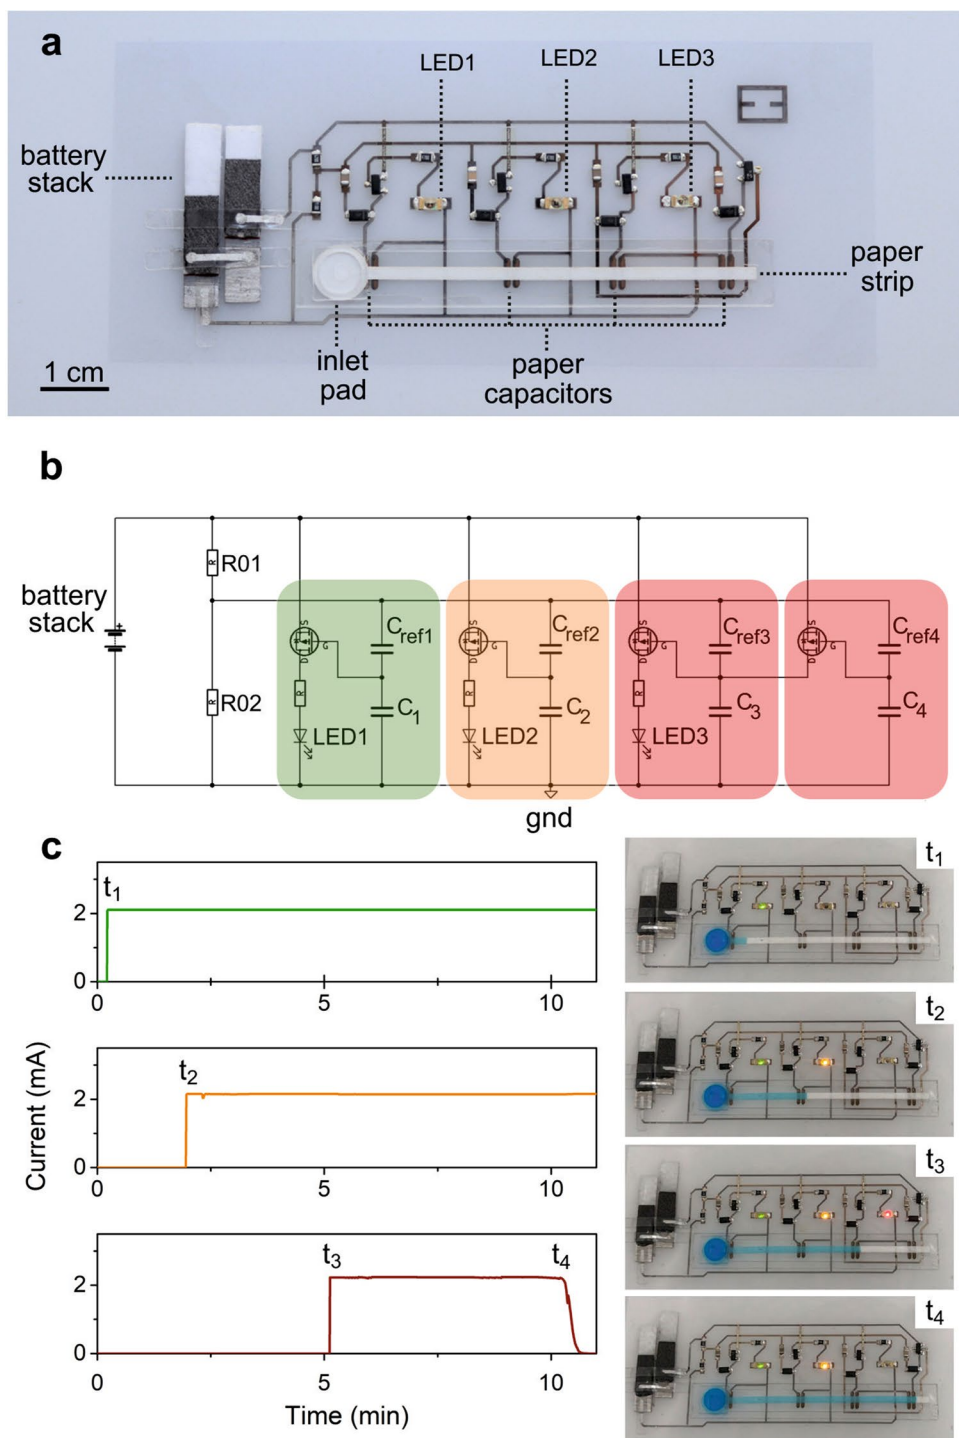 a
LED1
LED2
LED3
battery
stack
paper
strip
inlet
pad
paper
capacitors
1 cm
b
battery
stack
+
R
R01
R
R02
S
G
D
R
LED1
Cref1
C1
S
G
D
R
LED2
Cref2
C2
S
G
D
R
LED3
Cref3
C3
S
G
D
Cref4
C4
gnd
c
Current (mA)
t1
2
0
0
5
10
t2
2
0
0
5
10
t3
t4
2
0
0
5
10
Time (min)
t1
t2
t3
t4